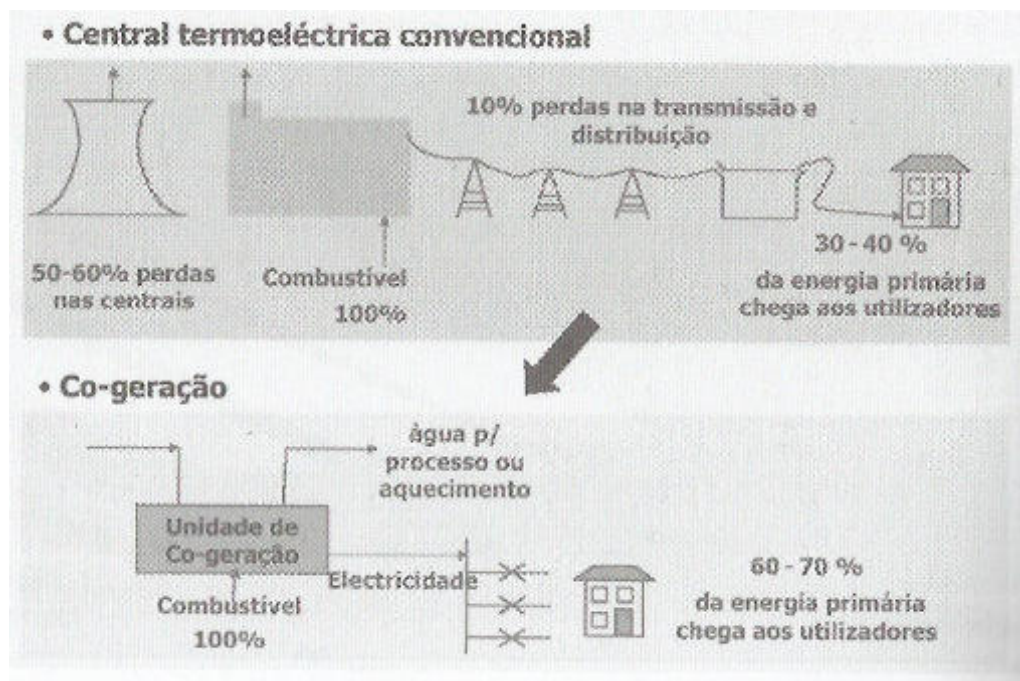 • Central termoeléctrica convencional
10% perdas na transmissão e
distribuição
30 - 40 %
da energia primária
chega aos utilizadores
50-60% perdas
nas centrais
Combustível
100%
• Co-geração
àgua p/
processo ou
aquecimento
Unidade de
Co-geração
Electricidade
Combustível
100%
60 - 70 %
da energia primária
chega aos utilizadores